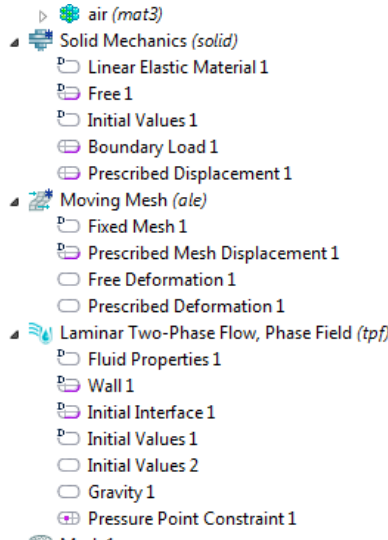 air (mat3)
Solid Mechanics (solid)
D Linear Elastic Material 1
D Free 1
D Initial Values 1
Boundary Load 1
Prescribed Displacement 1
Moving Mesh (ale)
D Fixed Mesh 1
D Prescribed Mesh Displacement 1
Free Deformation 1
Prescribed Deformation 1
Laminar Two-Phase Flow, Phase Field (tpf)
D Fluid Properties 1
D Wall 1
D Initial Interface 1
D Initial Values 1
Initial Values 2
Gravity 1
Pressure Point Constraint 1